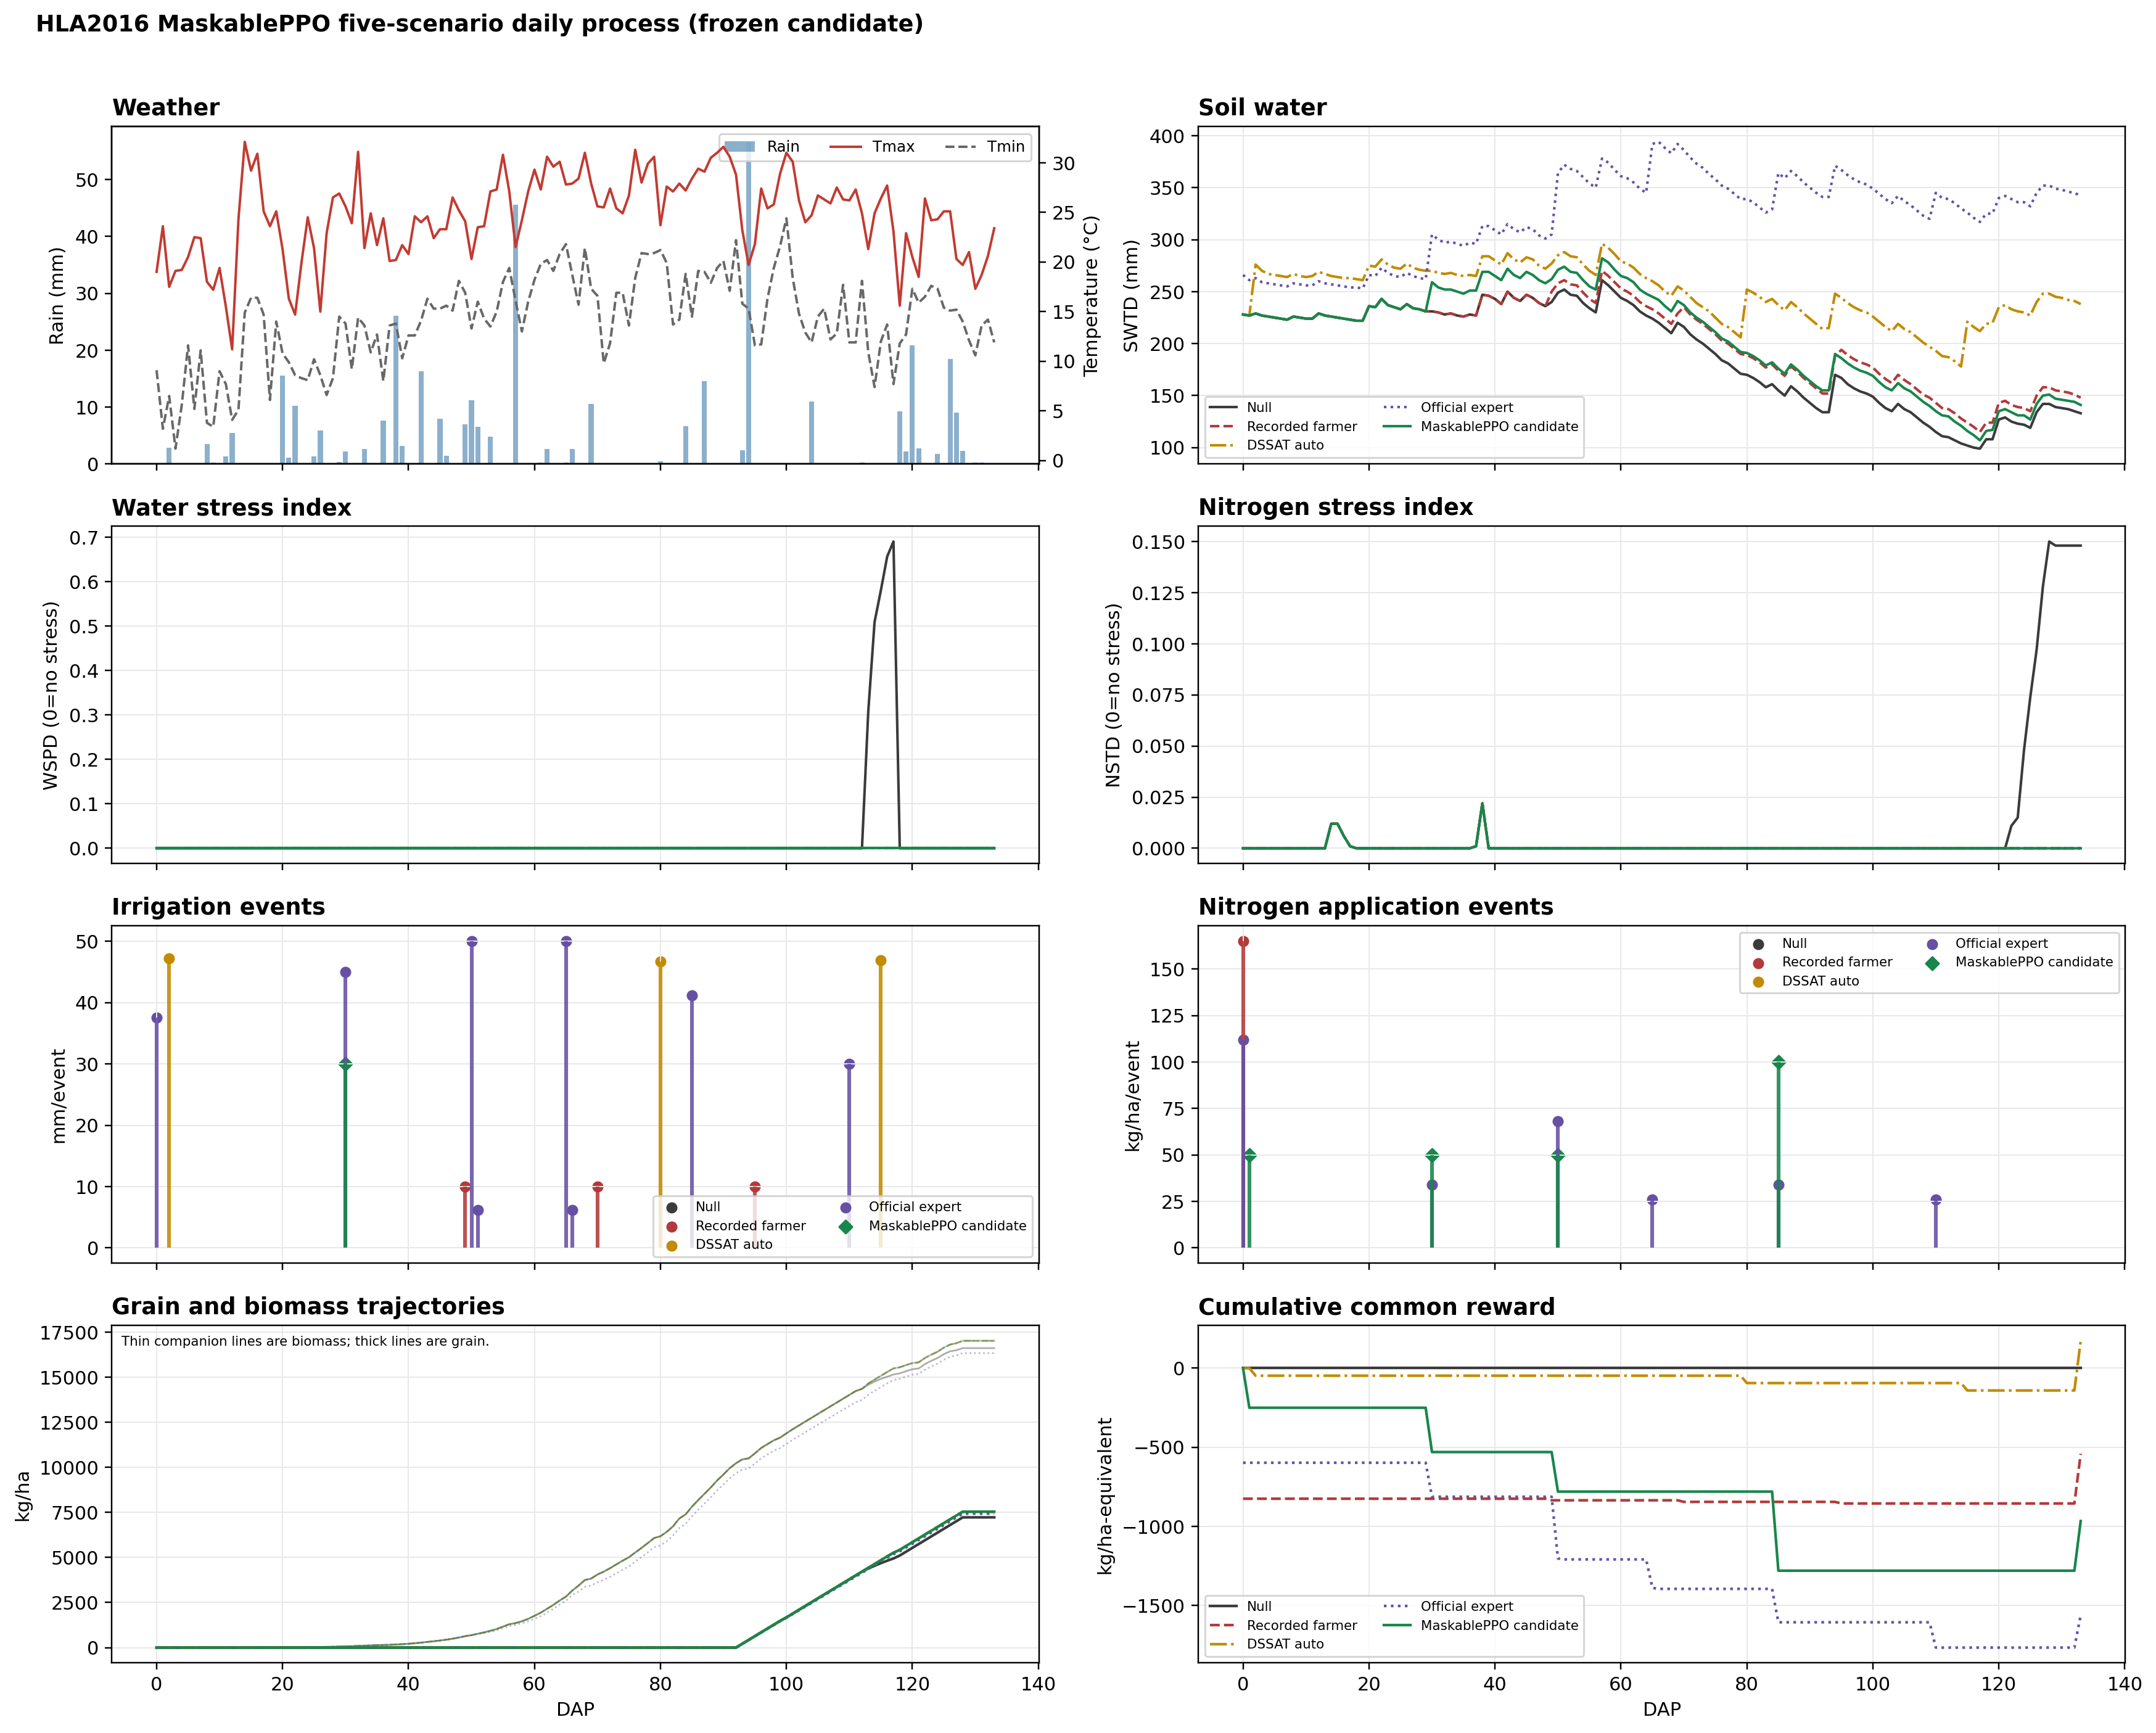 HLA2016 MaskablePPO five-scenario daily process (frozen candidate)
Weather
Rain (mm)
50
40
30
20
10
0
Rain Tmax Tmin
30
25
20
15
10
5
0
Temperature (°C)
Soil water
SWTD (mm)
400
350
300
250
200
150
100
Null
Recorded farmer
DSSAT auto
Official expert
MaskablePPO candidate
Water stress index
WSPD (0=no stress)
0.7
0.6
0.5
0.4
0.3
0.2
0.1
0.0
Nitrogen stress index
NSTD (0=no stress)
0.150
0.125
0.100
0.075
0.050
0.025
0.000
Irrigation events
mm/event
50
40
30
20
10
0
Null
Recorded farmer
DSSAT auto
Official expert
MaskablePPO candidate
Nitrogen application events
kg/ha/event
150
125
100
75
50
25
0
Null
Recorded farmer
DSSAT auto
Official expert
MaskablePPO candidate
Grain and biomass trajectories
Thin companion lines are biomass; thick lines are grain.
kg/ha
17500
15000
12500
10000
7500
5000
2500
0
0 20 40 60 80 100 120 140
DAP
Cumulative common reward
kg/ha-equivalent
0
−500
−1000
−1500
Null
Recorded farmer
DSSAT auto
Official expert
MaskablePPO candidate
0 20 40 60 80 100 120 140
DAP